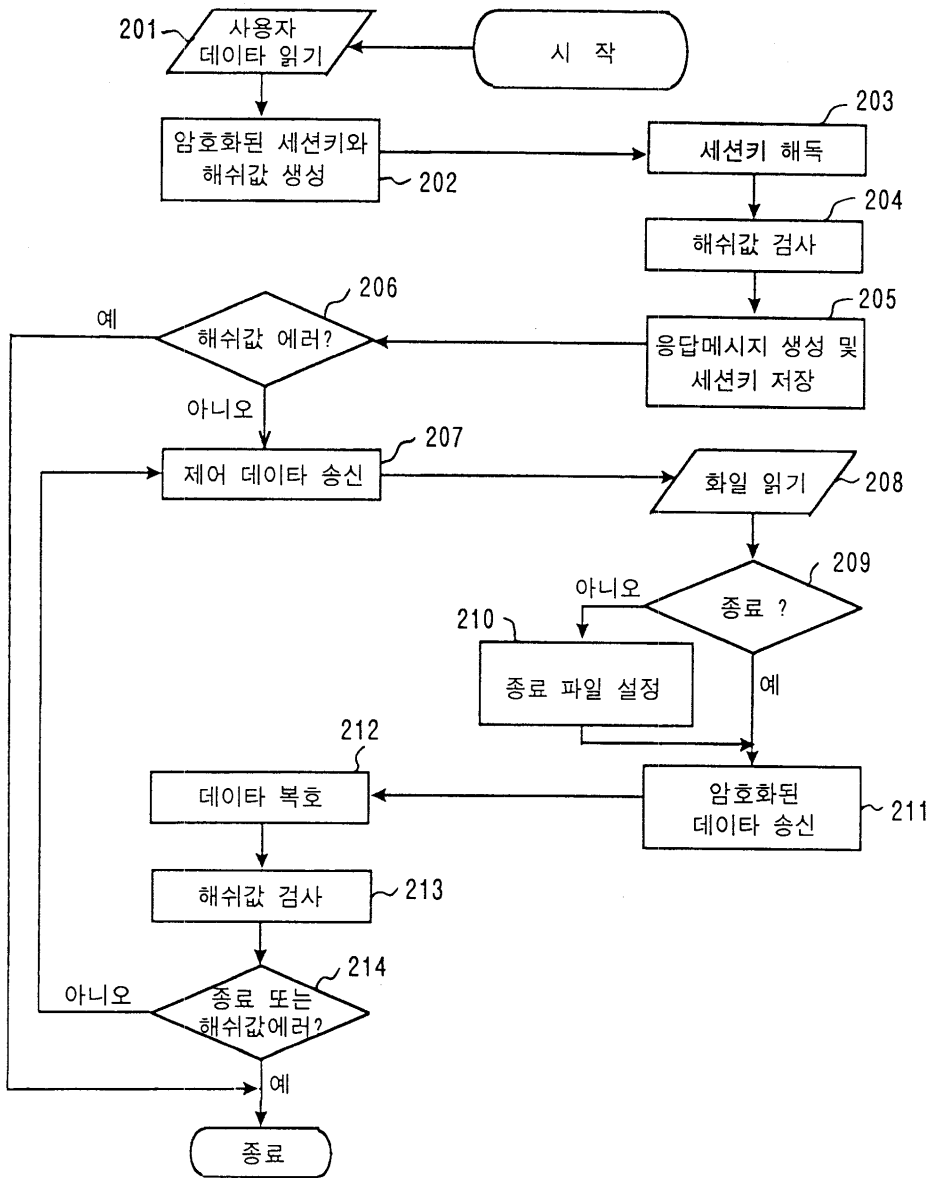 시 작
201
사용자
데이타 읽기
암호화된 세션키와
해쉬값 생성
202
203
세션키 해독
204
해쉬값 검사
205
응답메시지 생성 및
세션키 저장
206
해쉬값 에러?
예
아니오
207
제어 데이타 송신
화일 읽기
208
209
종료 ?
아니오
예
210
종료 파일 설정
암호화된
데이타 송신
211
212
데이타 복호
해쉬값 검사
213
214
종료 또는
해쉬값에러?
아니오
예
종료